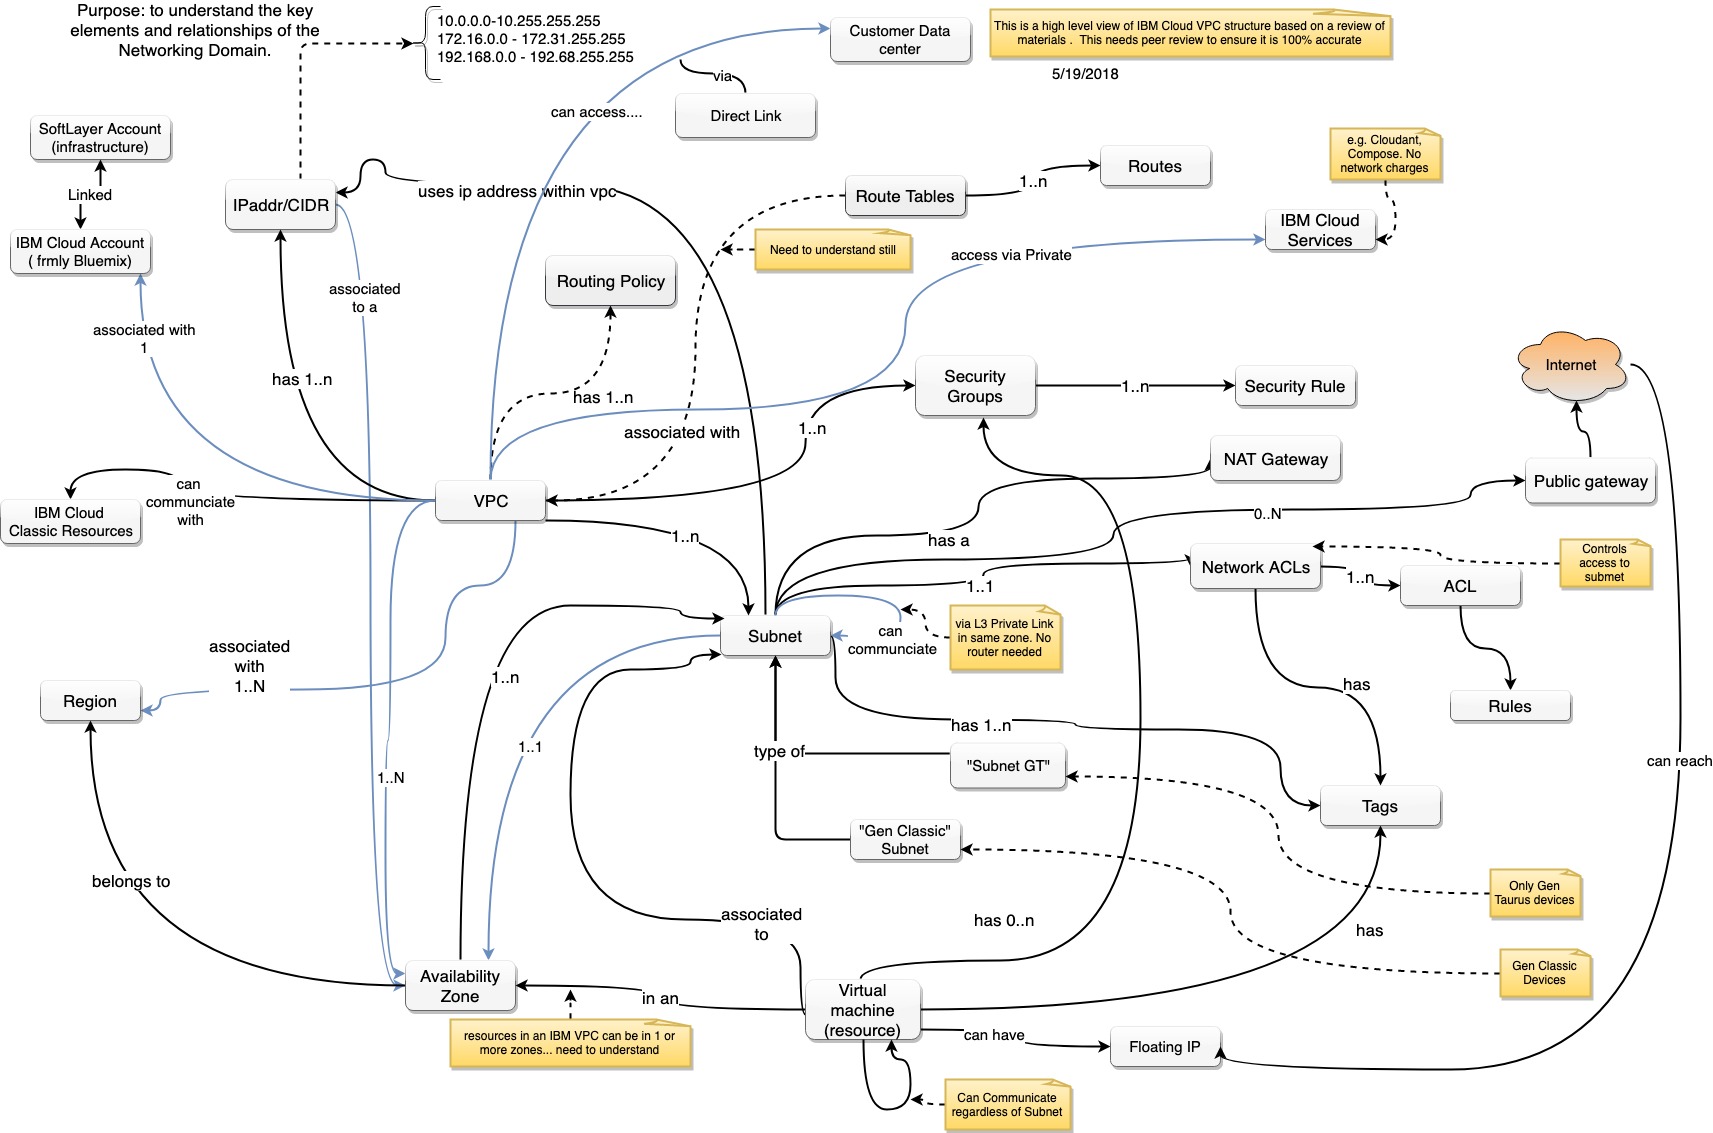 Purpose: to understand the key
elements and relationships of the
Networking Domain.
10.0.0.0-10.255.255.255
172.16.0.0 - 172.31.255.255
192.168.0.0 - 192.68.255.255
Customer Data
center
This is a high level view of IBM Cloud VPC structure based on a review of
materials .  This needs peer review to ensure it is 100% accurate
5/19/2018
via
can access....
Direct Link
SoftLayer Account
(infrastructure)
Linked
IBM Cloud Account
( frmly Bluemix)
IPaddr/CIDR
uses ip address within vpc
Route Tables
1..n
Routes
e.g. Cloudant,
Compose. No
network charges
IBM Cloud
Services
Need to understand still
access via Private
Routing Policy
associated
to a
associated with
1
has 1..n
has 1..n
associated with
1..n
Security
Groups
1..n
Security Rule
Internet
NAT Gateway
Public gateway
can
communciate
with
IBM Cloud
Classic Resources
VPC
1..n
has a
0..N
1..1
Network ACLs
1..n
ACL
Controls
access to
submet
Subnet
can
communciate
via L3 Private Link
in same zone. No
router needed
associated
with
1..N
Region
1..n
1..1
has
Rules
has 1..n
type of
"Subnet GT"
1..N
can reach
Tags
"Gen Classic"
Subnet
belongs to
Only Gen
Taurus devices
associated
to
has 0..n
has
Gen Classic
Devices
Availability
Zone
in an
Virtual
machine
(resource)
resources in an IBM VPC can be in 1 or
more zones... need to understand
can have
Floating IP
Can Communicate
regardless of Subnet